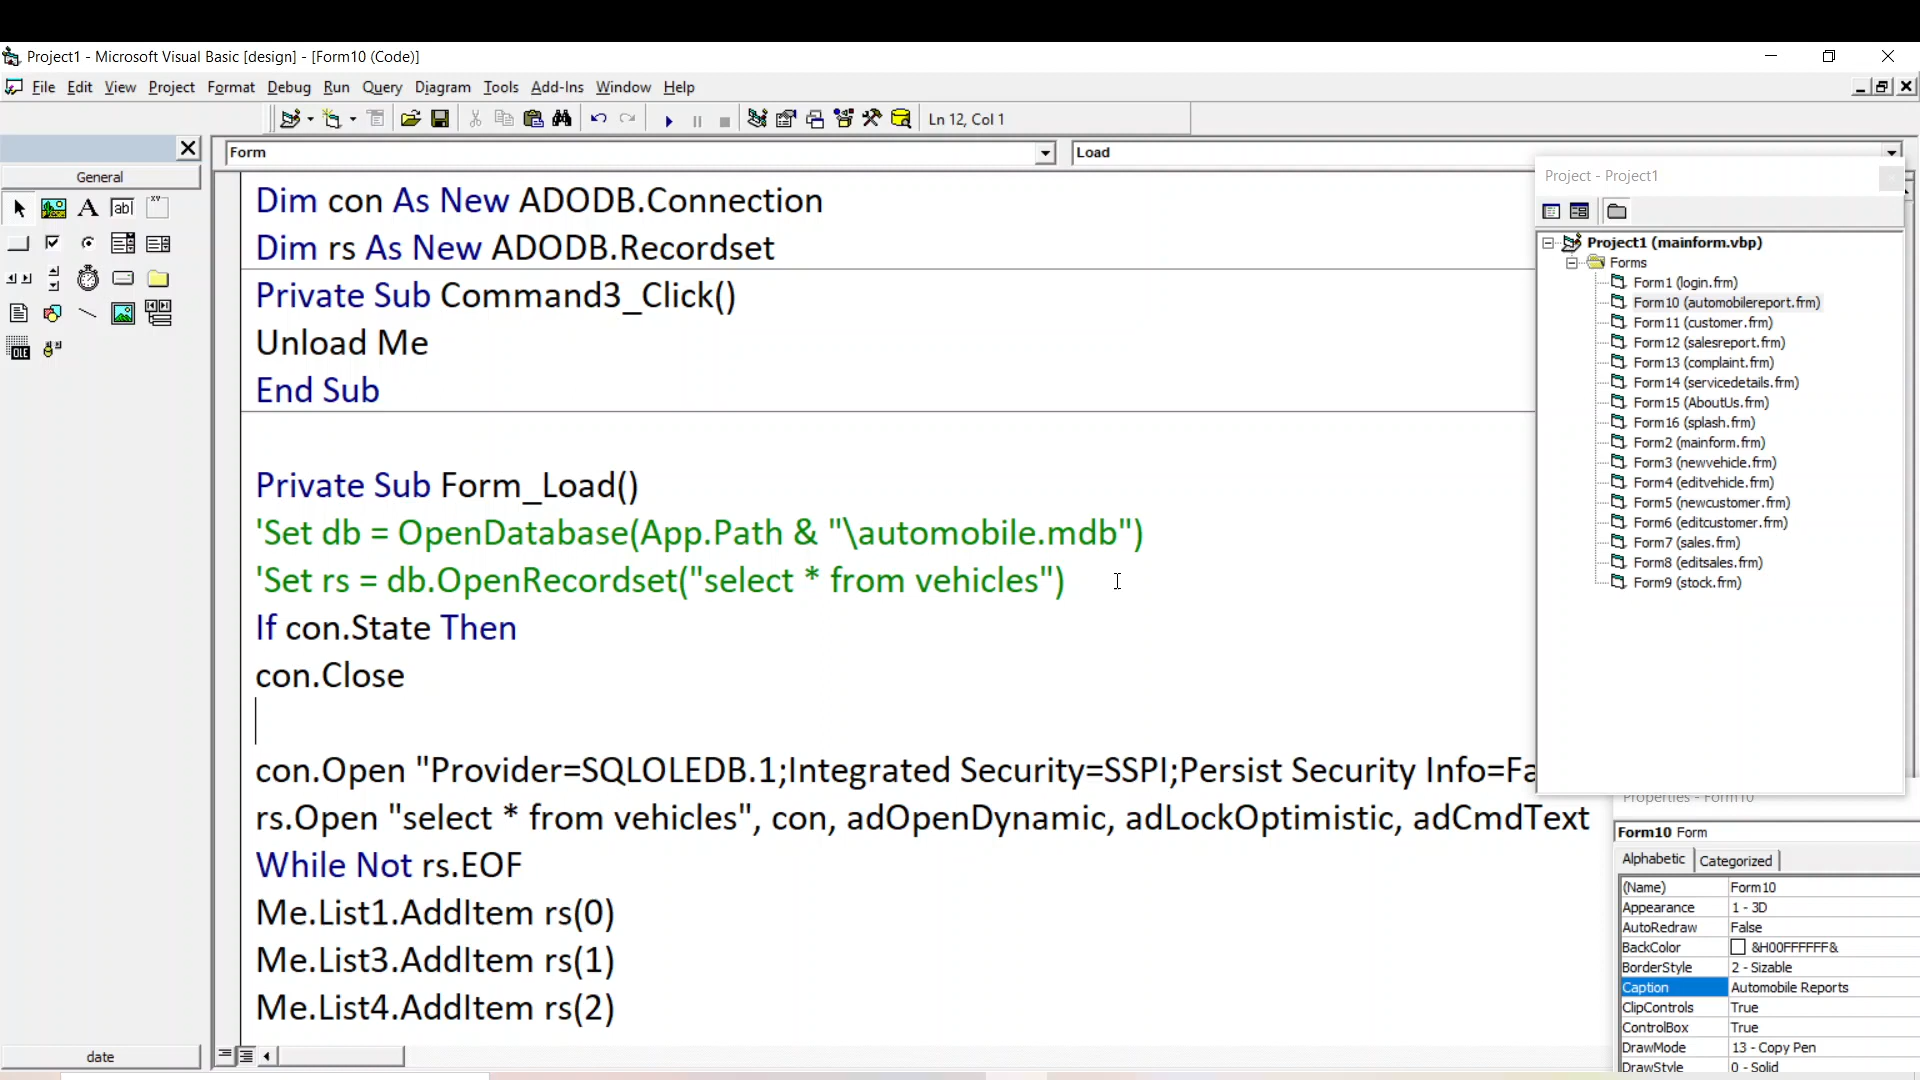 Project1 - Microsoft Visual Basic [design] - [Form10 (Code)]
File Edit View Project Format Debug Run Query Diagram Tools Add-Ins Window Help
Ln 12, Col 1
General
Form
Load
A
ab|
xv
OLE
date
Dim con As New ADODB.Connection
Dim rs As New ADODB.Recordset
Private Sub Command3_Click()
Unload Me
End Sub
Private Sub Form_Load()
'Set db = OpenDatabase(App.Path & "\automobile.mdb")
'Set rs = db.OpenRecordset("select * from vehicles")
If con.State Then
con.Close
con.Open "Provider=SQLOLEDB.1;Integrated Security=SSPI;Persist Security Info=Fa
rs.Open "select * from vehicles", con, adOpenDynamic, adLockOptimistic, adCmdText
While Not rs.EOF
Me.List1.AddItem rs(0)
Me.List3.AddItem rs(1)
Me.List4.AddItem rs(2)
Project - Project1
Project1 (mainform.vbp)
Forms
Form1 (login.frm)
Form10 (automobilereport.frm)
Form11 (customer.frm)
Form12 (salesreport.frm)
Form13 (complaint.frm)
Form14 (servicedetails.frm)
Form15 (AboutUs.frm)
Form16 (splash.frm)
Form2 (mainform.frm)
Form3 (newvehicle.frm)
Form4 (editvehicle.frm)
Form5 (newcustomer.frm)
Form6 (editcustomer.frm)
Form7 (sales.frm)
Form8 (editsales.frm)
Form9 (stock.frm)
Properties - Form10
Form10 Form
Alphabetic Categorized
(Name) Form10
Appearance 1 - 3D
AutoRedraw False
BackColor &H00FFFFFF&
BorderStyle 2 - Sizable
Caption Automobile Reports
ClipControls True
ControlBox True
DrawMode 13 - Copy Pen
DrawStyle 0 - Solid